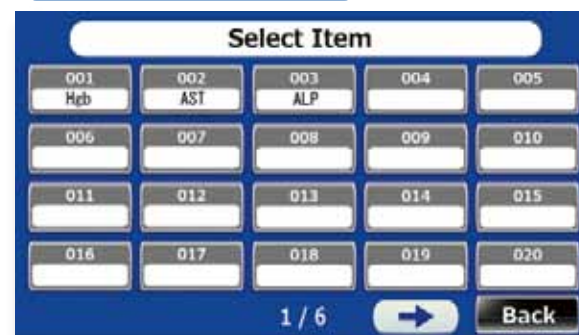 Select Item
001 002 003 004 005
Hgb AST ALP
006 007 008 009 010
011 012 013 014 015
016 017 018 019 020
1 / 6 Back